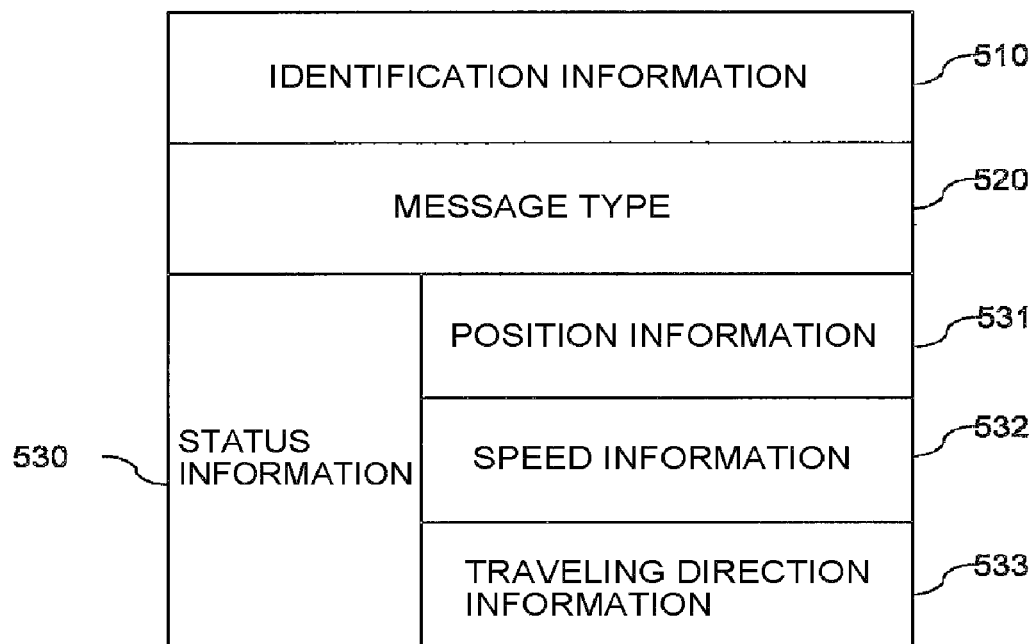 IDENTIFICATION INFORMATION
510
MESSAGE TYPE
520
530
STATUS
INFORMATION
POSITION INFORMATION
531
SPEED INFORMATION
532
TRAVELING DIRECTION
INFORMATION
533